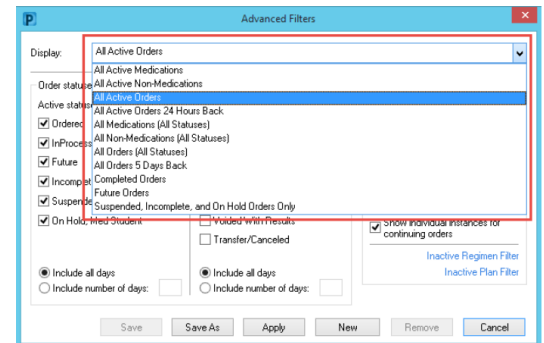 P Advanced Filters
Display: All Active Orders
All Active Medications
All Active Non-Medications
All Active Orders
All Active Orders 24 Hours Back
All Medications (All Statuses)
All Non-Medications (All Statuses)
All Orders (All Statuses)
All Orders 5 Days Back
Completed Orders
Future Orders
Suspended, Incomplete, and On Hold Orders Only
Order statuse
Active status
Ordered
InProcess
Future
Incomplet
Suspende
On Hold, Med Student
Voided With Results
Transfer/Canceled
Show individual instances for
continuing orders
Inactive Regimen Filter
Inactive Plan Filter
Include all days
Include number of days:
Include all days
Include number of days:
Save Save As Apply New Remove Cancel